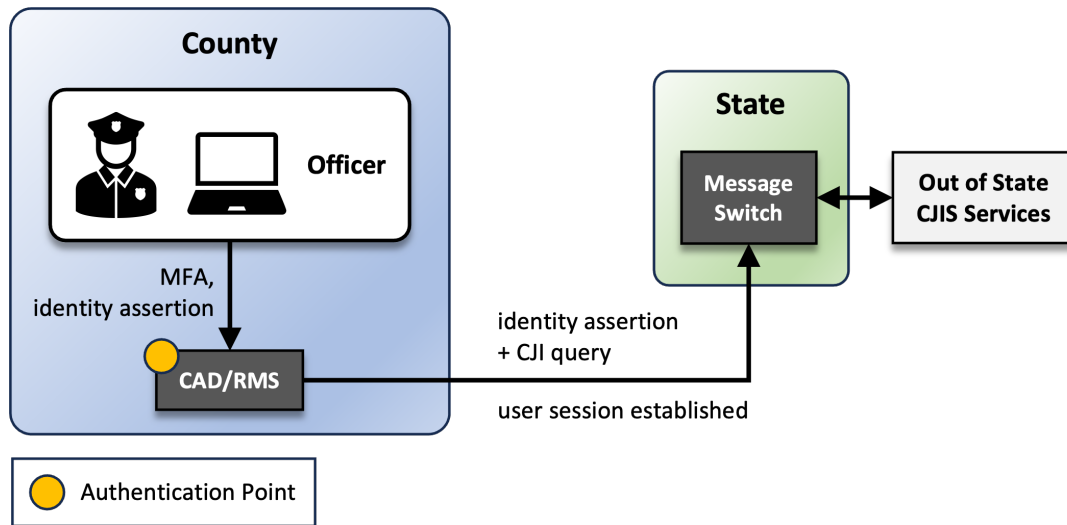 County
Officer
MFA,
identity assertion
CAD/RMS
identity assertion
+ CJI query
user session established
State
Message
Switch
Out of State
CJIS Services
Authentication Point